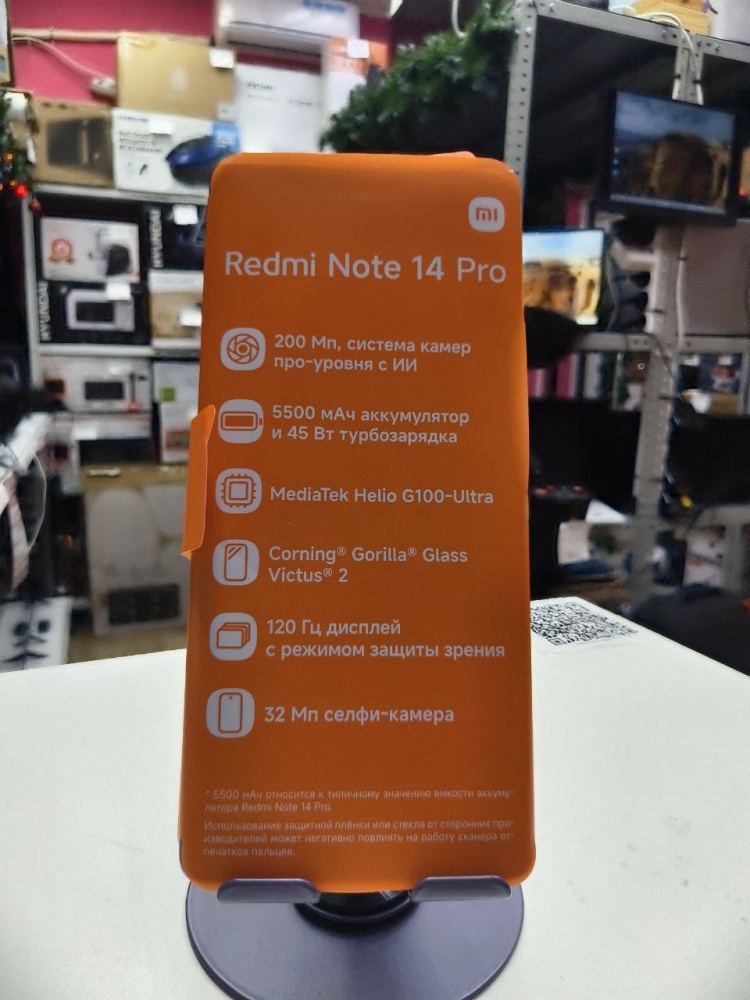 mi
Redmi Note 14 Pro
200 Мп, система камер
про-уровня с ИИ
5500 мАч аккумулятор
и 45 Вт турбозарядка
MediaTek Helio G100-Ultra
Corning® Gorilla® Glass
Victus® 2
120 Гц дисплей
с режимом защиты зрения
32 Мп селфи-камера
* 5500 мАч относится к типичному значению емкости аккуму-
лятора Redmi Note 14 Pro.
Использование защитной плёнки или стекла от сторонних про-
изводителей может негативно повлиять на работу сканера от-
печатков пальцев.
HYUNDAI
HYUNDAI